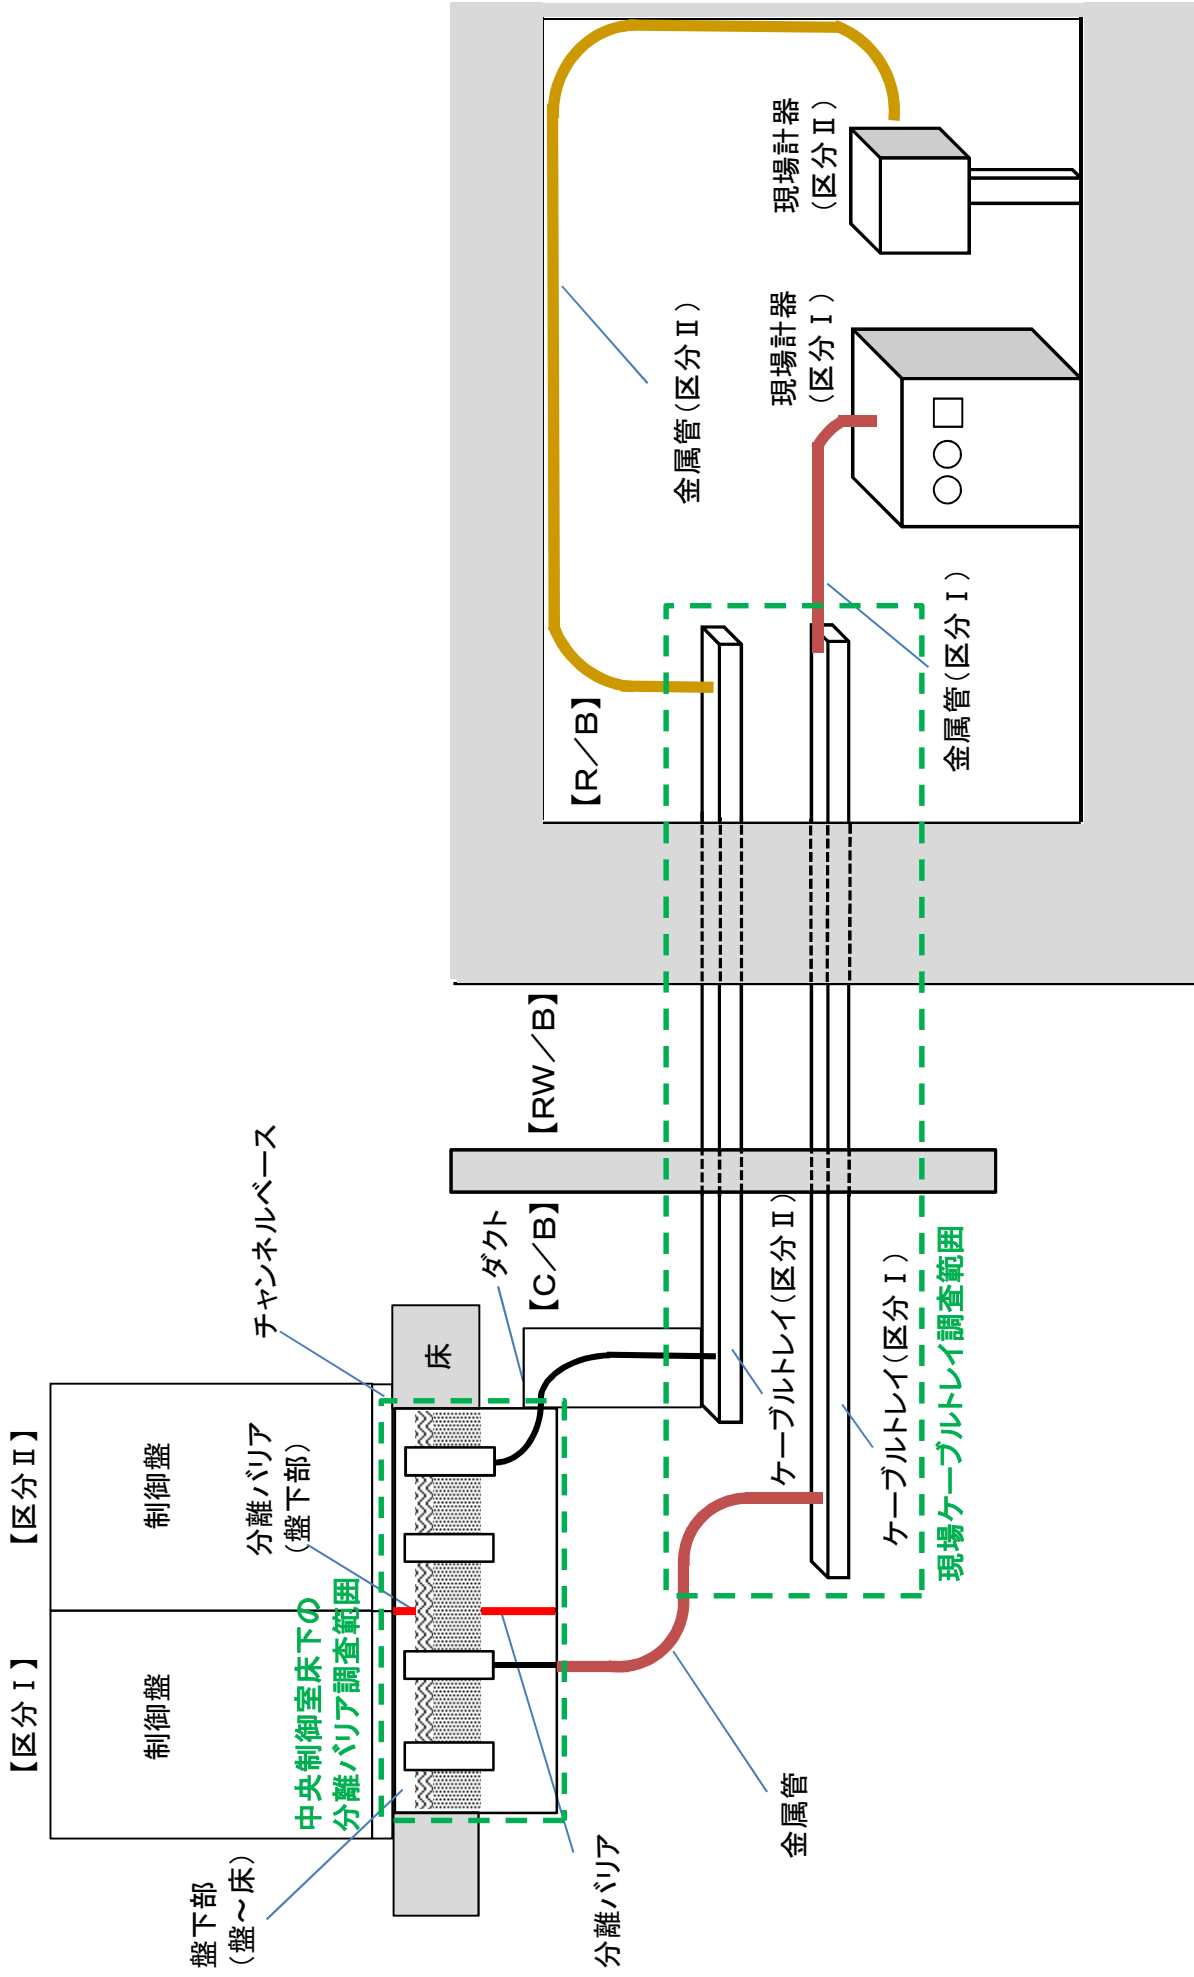 【区分Ⅰ】
【区分Ⅱ】
制御盤
制御盤
盤下部
（盤～床）
中央制御室床下の
分離バリア調査範囲
分離バリア
（盤下部）
チャンネルベース
床
ダクト
分離バリア
金属管
【C／B】
【RW／B】
【R／B】
ケーブルトレイ（区分Ⅱ）
ケーブルトレイ（区分Ⅰ）
現場ケーブルトレイ調査範囲
金属管（区分Ⅱ）
金属管（区分Ⅰ）
現場計器
（区分Ⅰ）
現場計器
（区分Ⅱ）